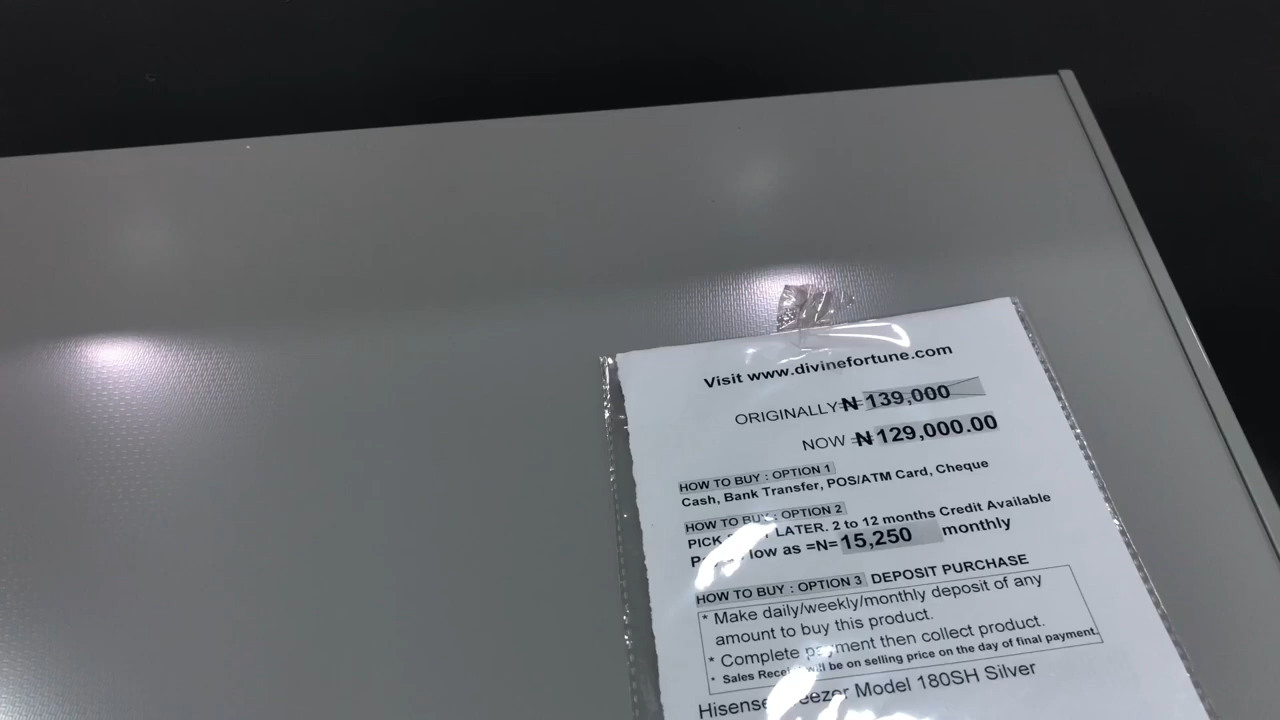 Visit www.divinefortune.com
ORIGINALLY =N= 139,000
NOW =N= 129,000.00
HOW TO BUY : OPTION 1
Cash, Bank Transfer, POS/ATM Card, Cheque
HOW TO BUY : OPTION 2
PICK LATER. 2 to 12 months Credit Available
low as =N= 15,250 monthly
HOW TO BUY : OPTION 3 DEPOSIT PURCHASE
* Make daily/weekly/monthly deposit of any
amount to buy this product.
* Complete payment then collect product.
* Sales will be on selling price on the day of final payment.
Hisense Model 180SH Silver